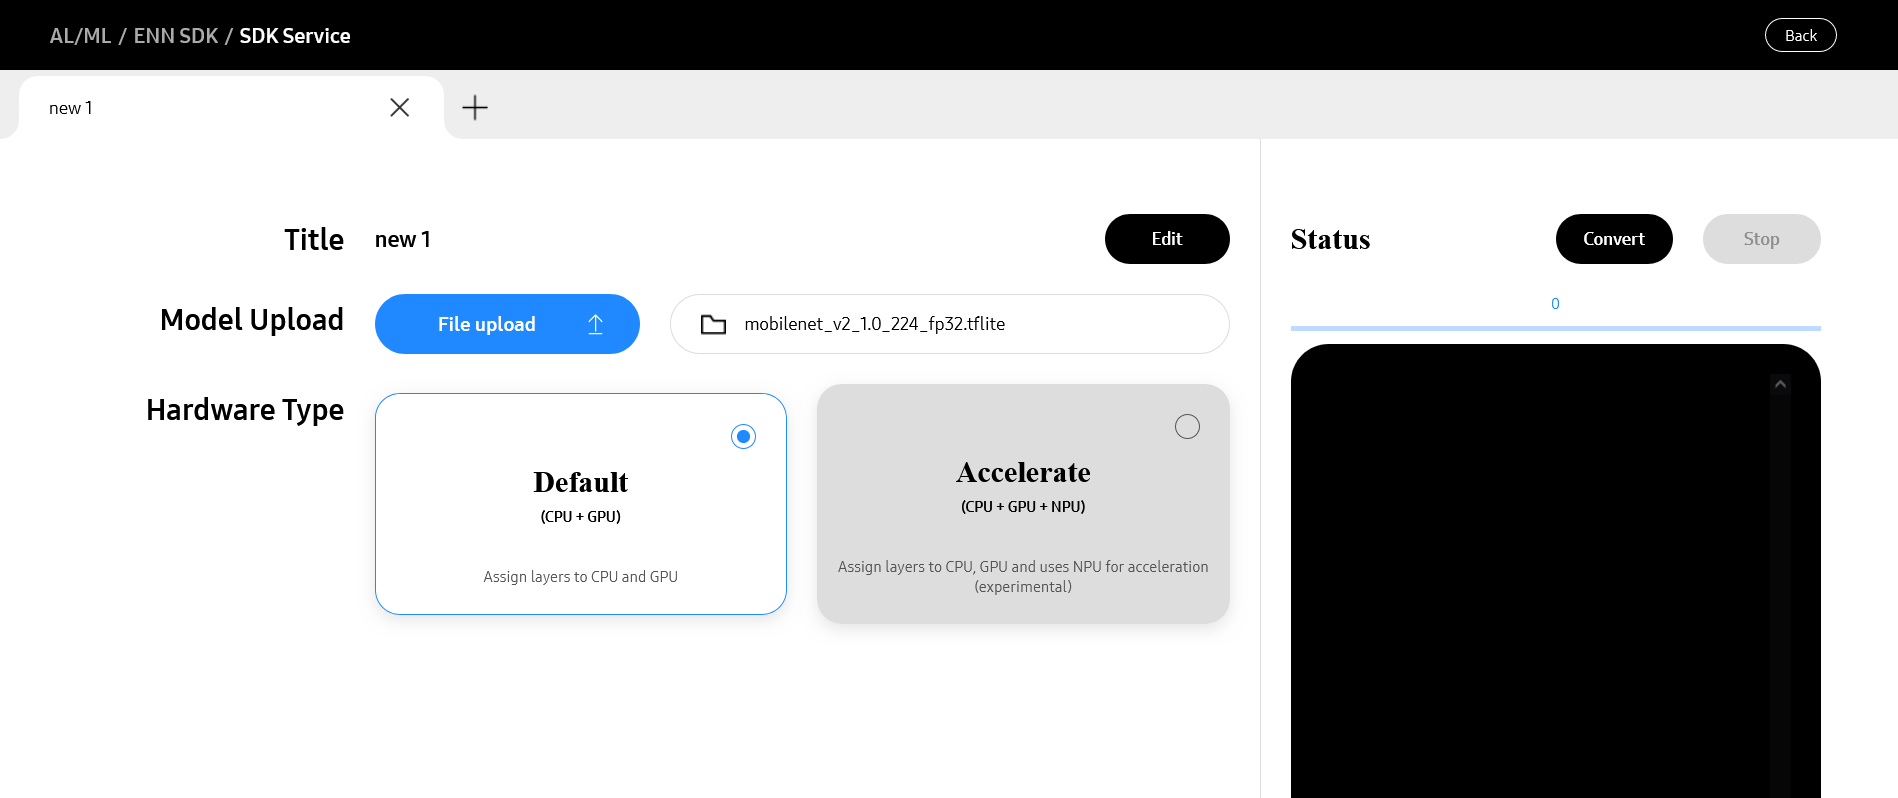 AL/ML / ENN SDK / SDK Service
Back
new 1
Title
new 1
Edit
Model Upload
File upload
mobilenet_v2_1.0_224_fp32.tflite
Hardware Type
Default
(CPU + GPU)
Assign layers to CPU and GPU
Accelerate
(CPU + GPU + NPU)
Assign layers to CPU, GPU and uses NPU for acceleration
(experimental)
Status
Convert
Stop
0